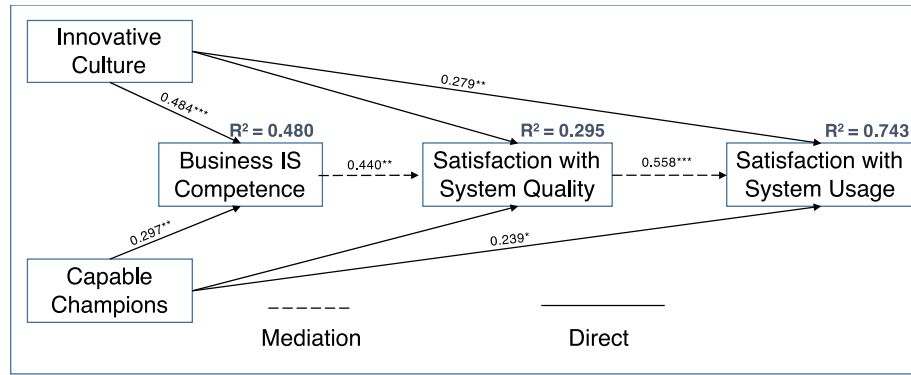 Innovative
Culture
0.279**
0.484***
R² = 0.480
R² = 0.295
R² = 0.743
Business IS
Competence
0.440**
Satisfaction with
System Quality
0.558***
Satisfaction with
System Usage
0.297**
0.239*
Capable
Champions
Mediation
Direct